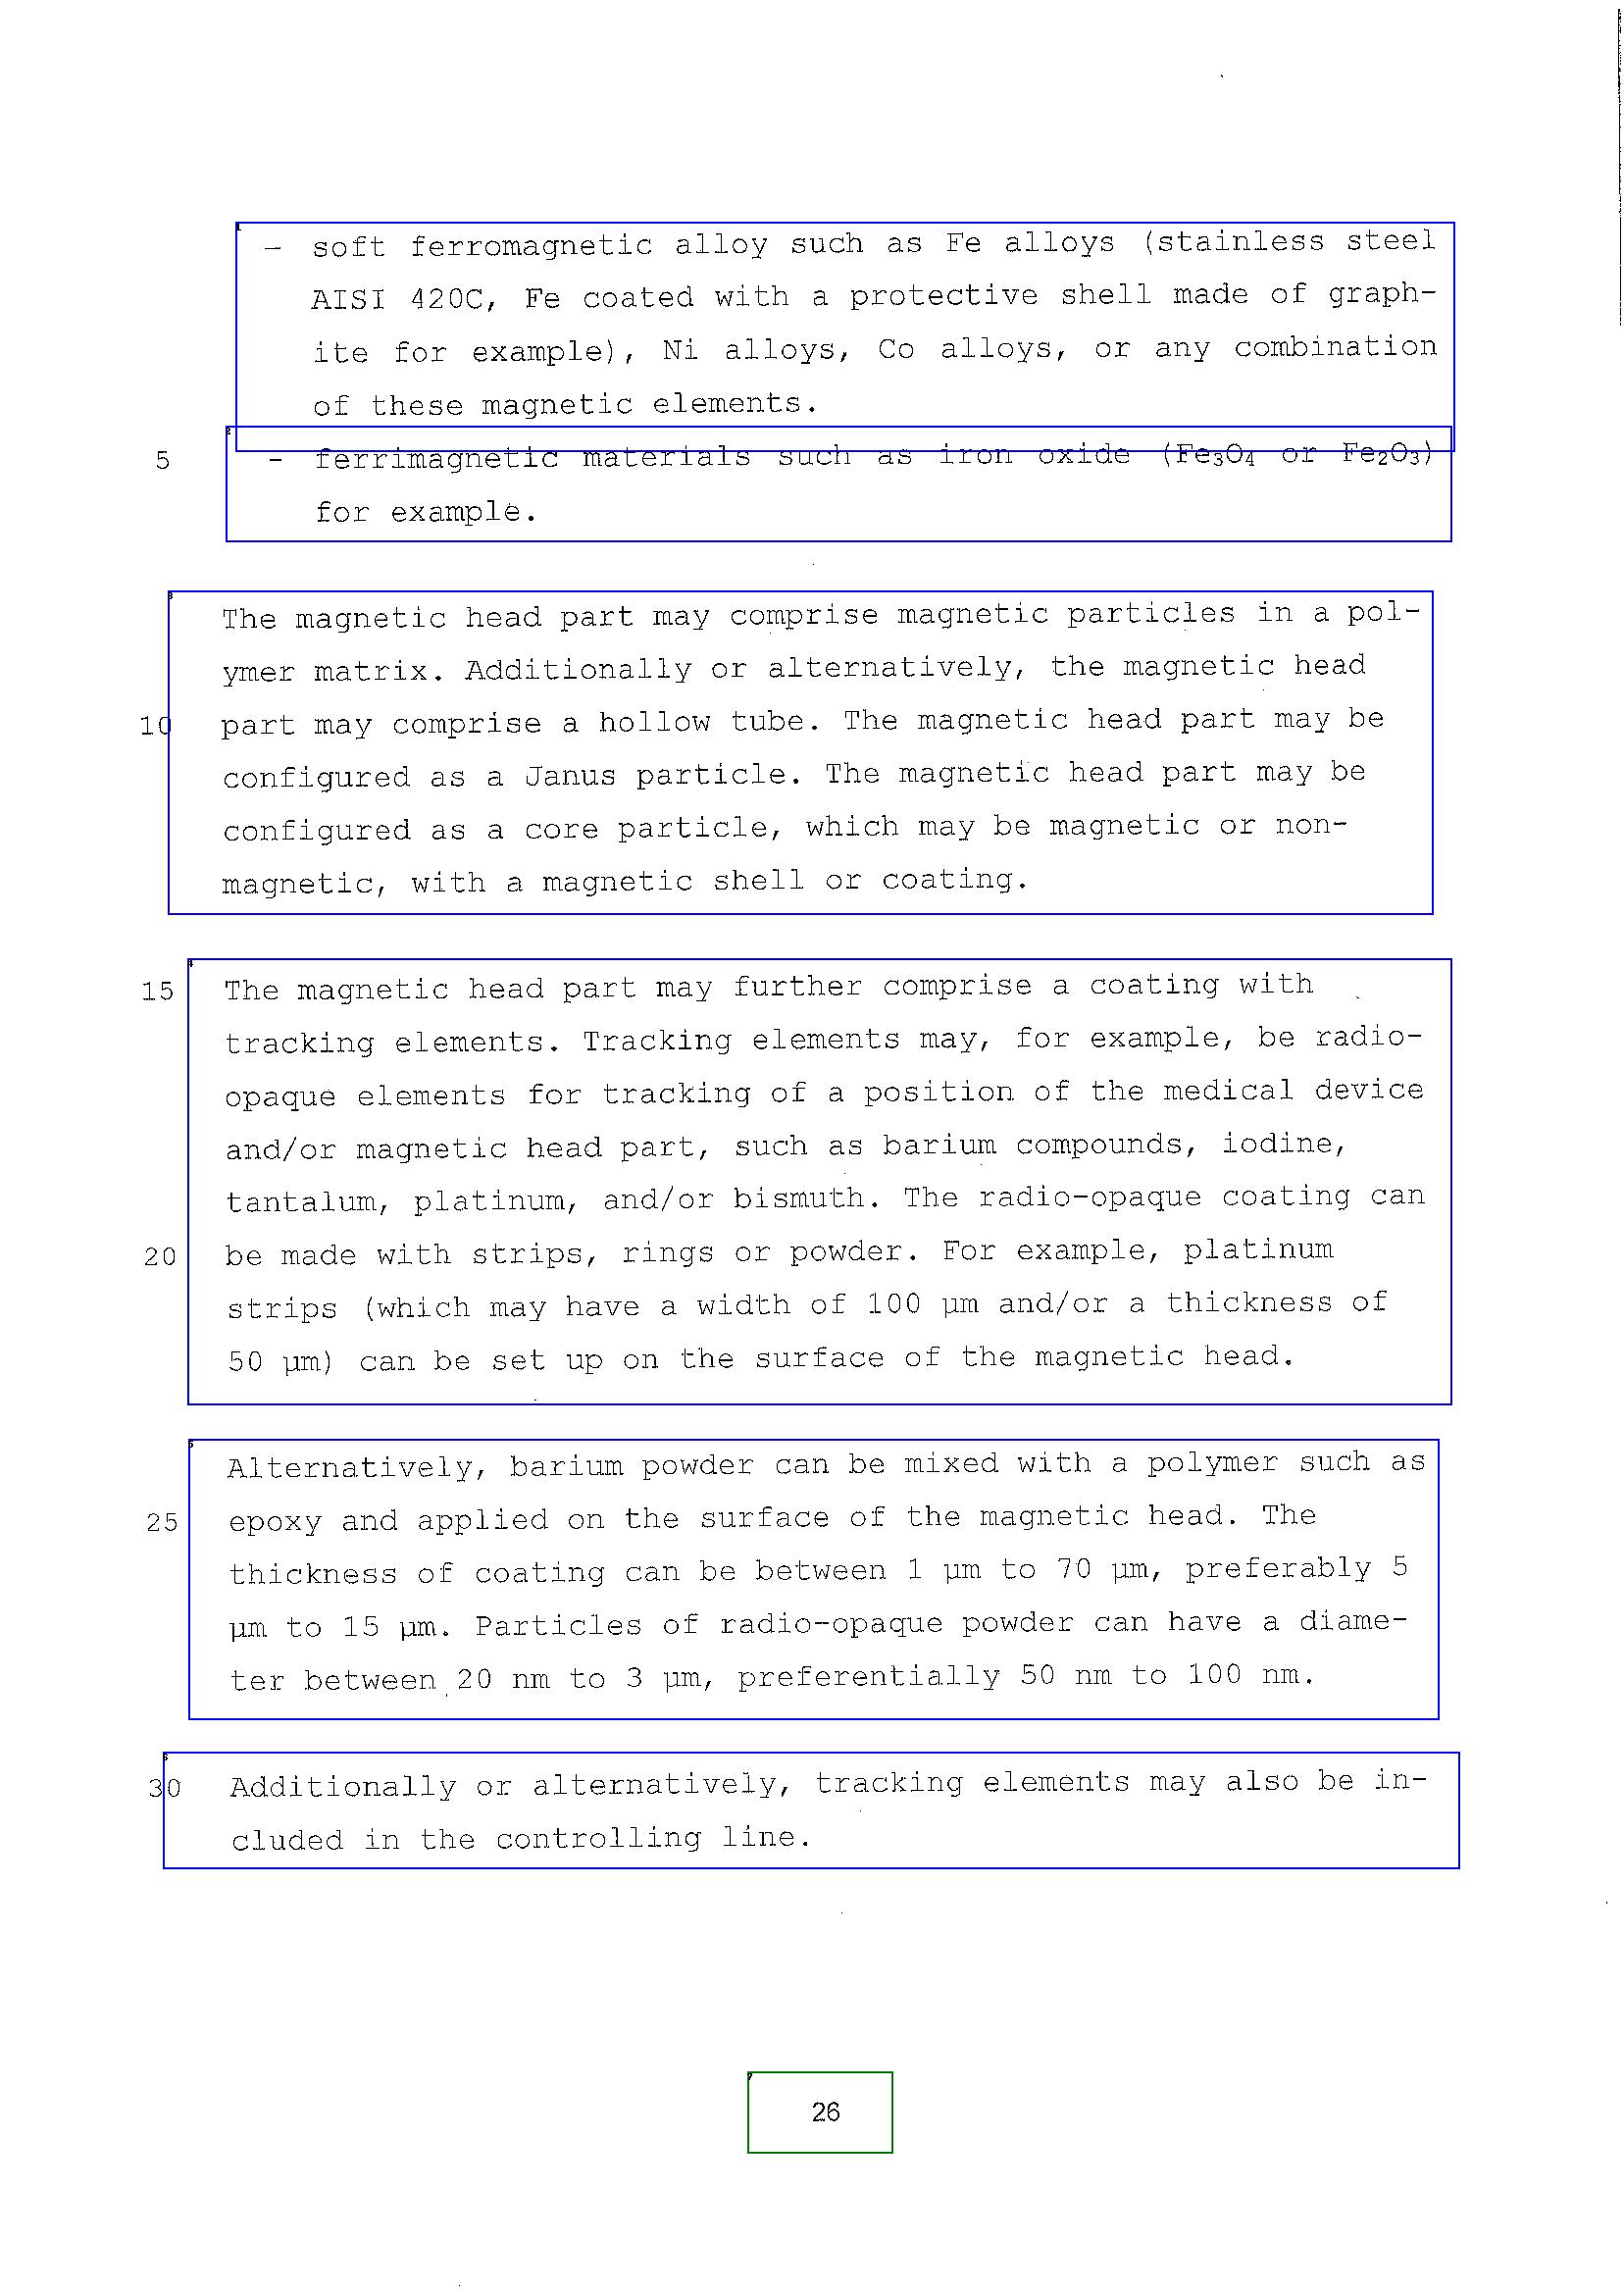 - soft ferromagnetic alloy such as Fe alloys (stainless steel
AISI 420C, Fe coated with a protective shell made of graph-
ite for example), Ni alloys, Co alloys, or any combination
of these magnetic elements.
5 - ferrimagnetic materials such as iron oxide (Fe₃O₄ or Fe₂O₃)
for example.
The magnetic head part may comprise magnetic particles in a pol-
ymer matrix. Additionally or alternatively, the magnetic head
10 part may comprise a hollow tube. The magnetic head part may be
configured as a Janus particle. The magnetic head part may be
configured as a core particle, which may be magnetic or non-
magnetic, with a magnetic shell or coating.
15 The magnetic head part may further comprise a coating with
tracking elements. Tracking elements may, for example, be radio-
opaque elements for tracking of a position of the medical device
and/or magnetic head part, such as barium compounds, iodine,
tantalum, platinum, and/or bismuth. The radio-opaque coating can
20 be made with strips, rings or powder. For example, platinum
strips (which may have a width of 100 µm and/or a thickness of
50 µm) can be set up on the surface of the magnetic head.
Alternatively, barium powder can be mixed with a polymer such as
25 epoxy and applied on the surface of the magnetic head. The
thickness of coating can be between 1 µm to 70 µm, preferably 5
µm to 15 µm. Particles of radio-opaque powder can have a diame-
ter between 20 nm to 3 µm, preferentially 50 nm to 100 nm.
30 Additionally or alternatively, tracking elements may also be in-
cluded in the controlling line.
26